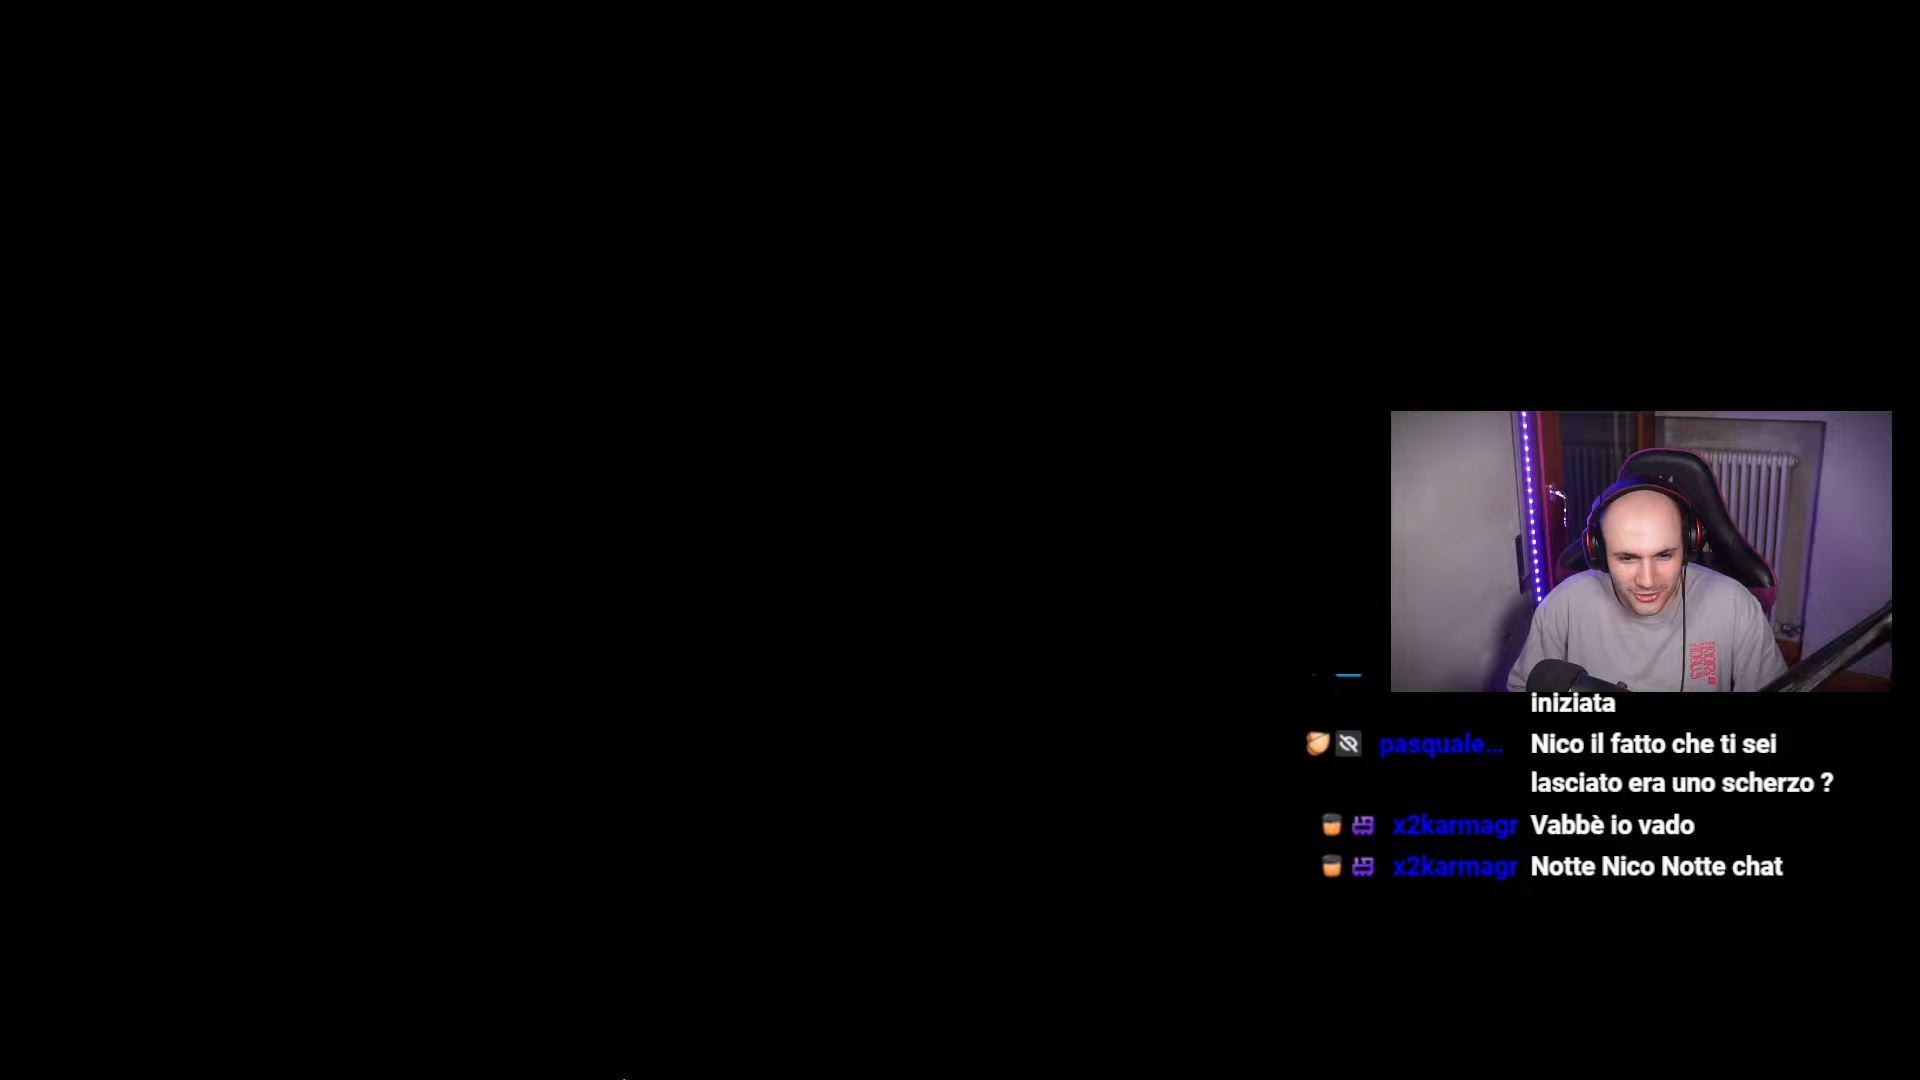 iniziata
pasquale... Nico il fatto che ti sei
lasciato era uno scherzo ?
x2karmagr Vabbè io vado
x2karmagr Notte Nico Notte chat